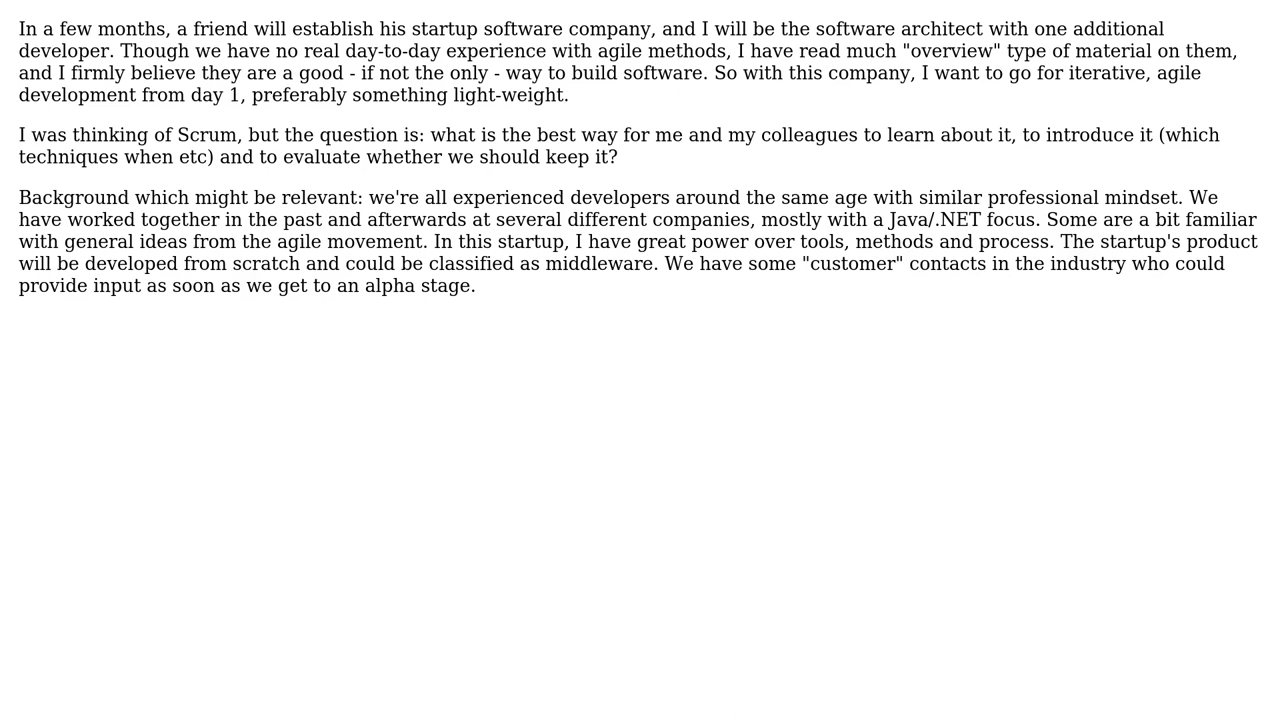 In a few months, a friend will establish his startup software company, and I will be the software architect with one additional
developer. Though we have no real day-to-day experience with agile methods, I have read much "overview" type of material on them,
and I firmly believe they are a good - if not the only - way to build software. So with this company, I want to go for iterative, agile
development from day 1, preferably something light-weight.
I was thinking of Scrum, but the question is: what is the best way for me and my colleagues to learn about it, to introduce it (which
techniques when etc) and to evaluate whether we should keep it?
Background which might be relevant: we're all experienced developers around the same age with similar professional mindset. We
have worked together in the past and afterwards at several different companies, mostly with a Java/.NET focus. Some are a bit familiar
with general ideas from the agile movement. In this startup, I have great power over tools, methods and process. The startup's product
will be developed from scratch and could be classified as middleware. We have some "customer" contacts in the industry who could
provide input as soon as we get to an alpha stage.